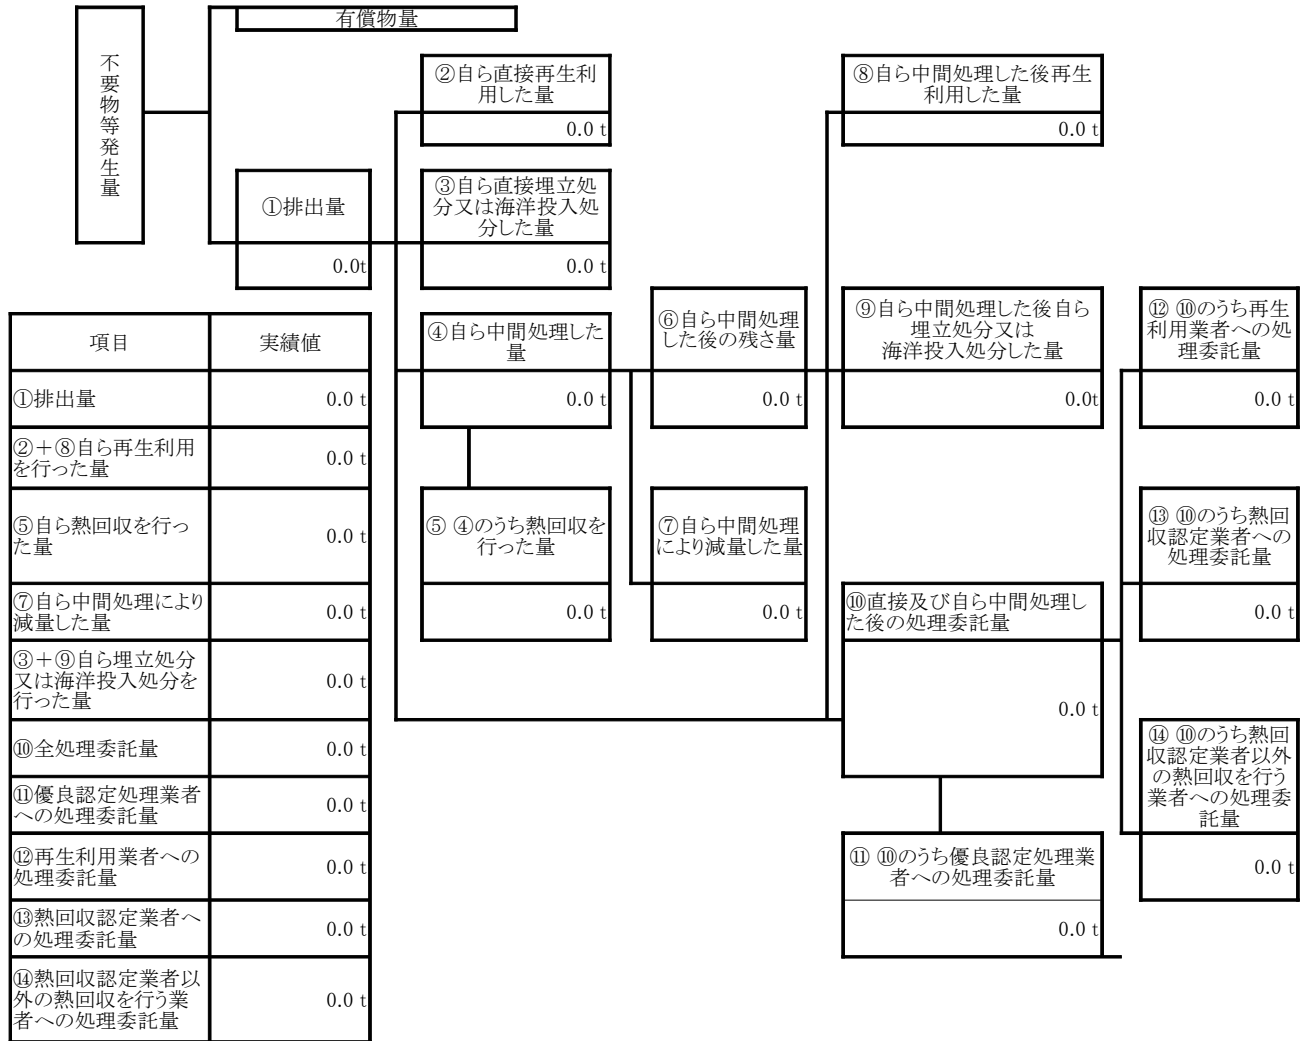 有償物量
不要物等発生量
②自ら直接再生利
用した量
0.0 t
⑧自ら中間処理した後再生
利用した量
0.0 t
①排出量
0.0t
③自ら直接埋立処
分又は海洋投入処
分した量
0.0 t
④自ら中間処理した
量
0.0 t
⑥自ら中間処理
した後の残さ量
0.0 t
⑨自ら中間処理した後自ら
埋立処分又は
海洋投入処分した量
0.0t
⑫ ⑩のうち再生
利用業者への処
理委託量
0.0 t
⑤ ④のうち熱回収を
行った量
0.0 t
⑦自ら中間処理
により減量した量
0.0 t
⑩直接及び自ら中間処理し
た後の処理委託量
0.0 t
⑬ ⑩のうち熱回
収認定業者への
処理委託量
0.0 t
⑭ ⑩のうち熱回
収認定業者以外
の熱回収を行う
業者への処理委
託量
0.0 t
⑪ ⑩のうち優良認定処理業
者への処理委託量
0.0 t
項目 実績値
①排出量 0.0 t
②＋⑧自ら再生利用
を行った量
0.0 t
⑤自ら熱回収を行っ
た量
0.0 t
⑦自ら中間処理により
減量した量
0.0 t
③＋⑨自ら埋立処分
又は海洋投入処分を
行った量
0.0 t
⑩全処理委託量 0.0 t
⑪優良認定処理業者
への処理委託量
0.0 t
⑫再生利用業者への
処理委託量
0.0 t
⑬熱回収認定業者へ
の処理委託量
0.0 t
⑭熱回収認定業者以
外の熱回収を行う業
者への処理委託量
0.0 t